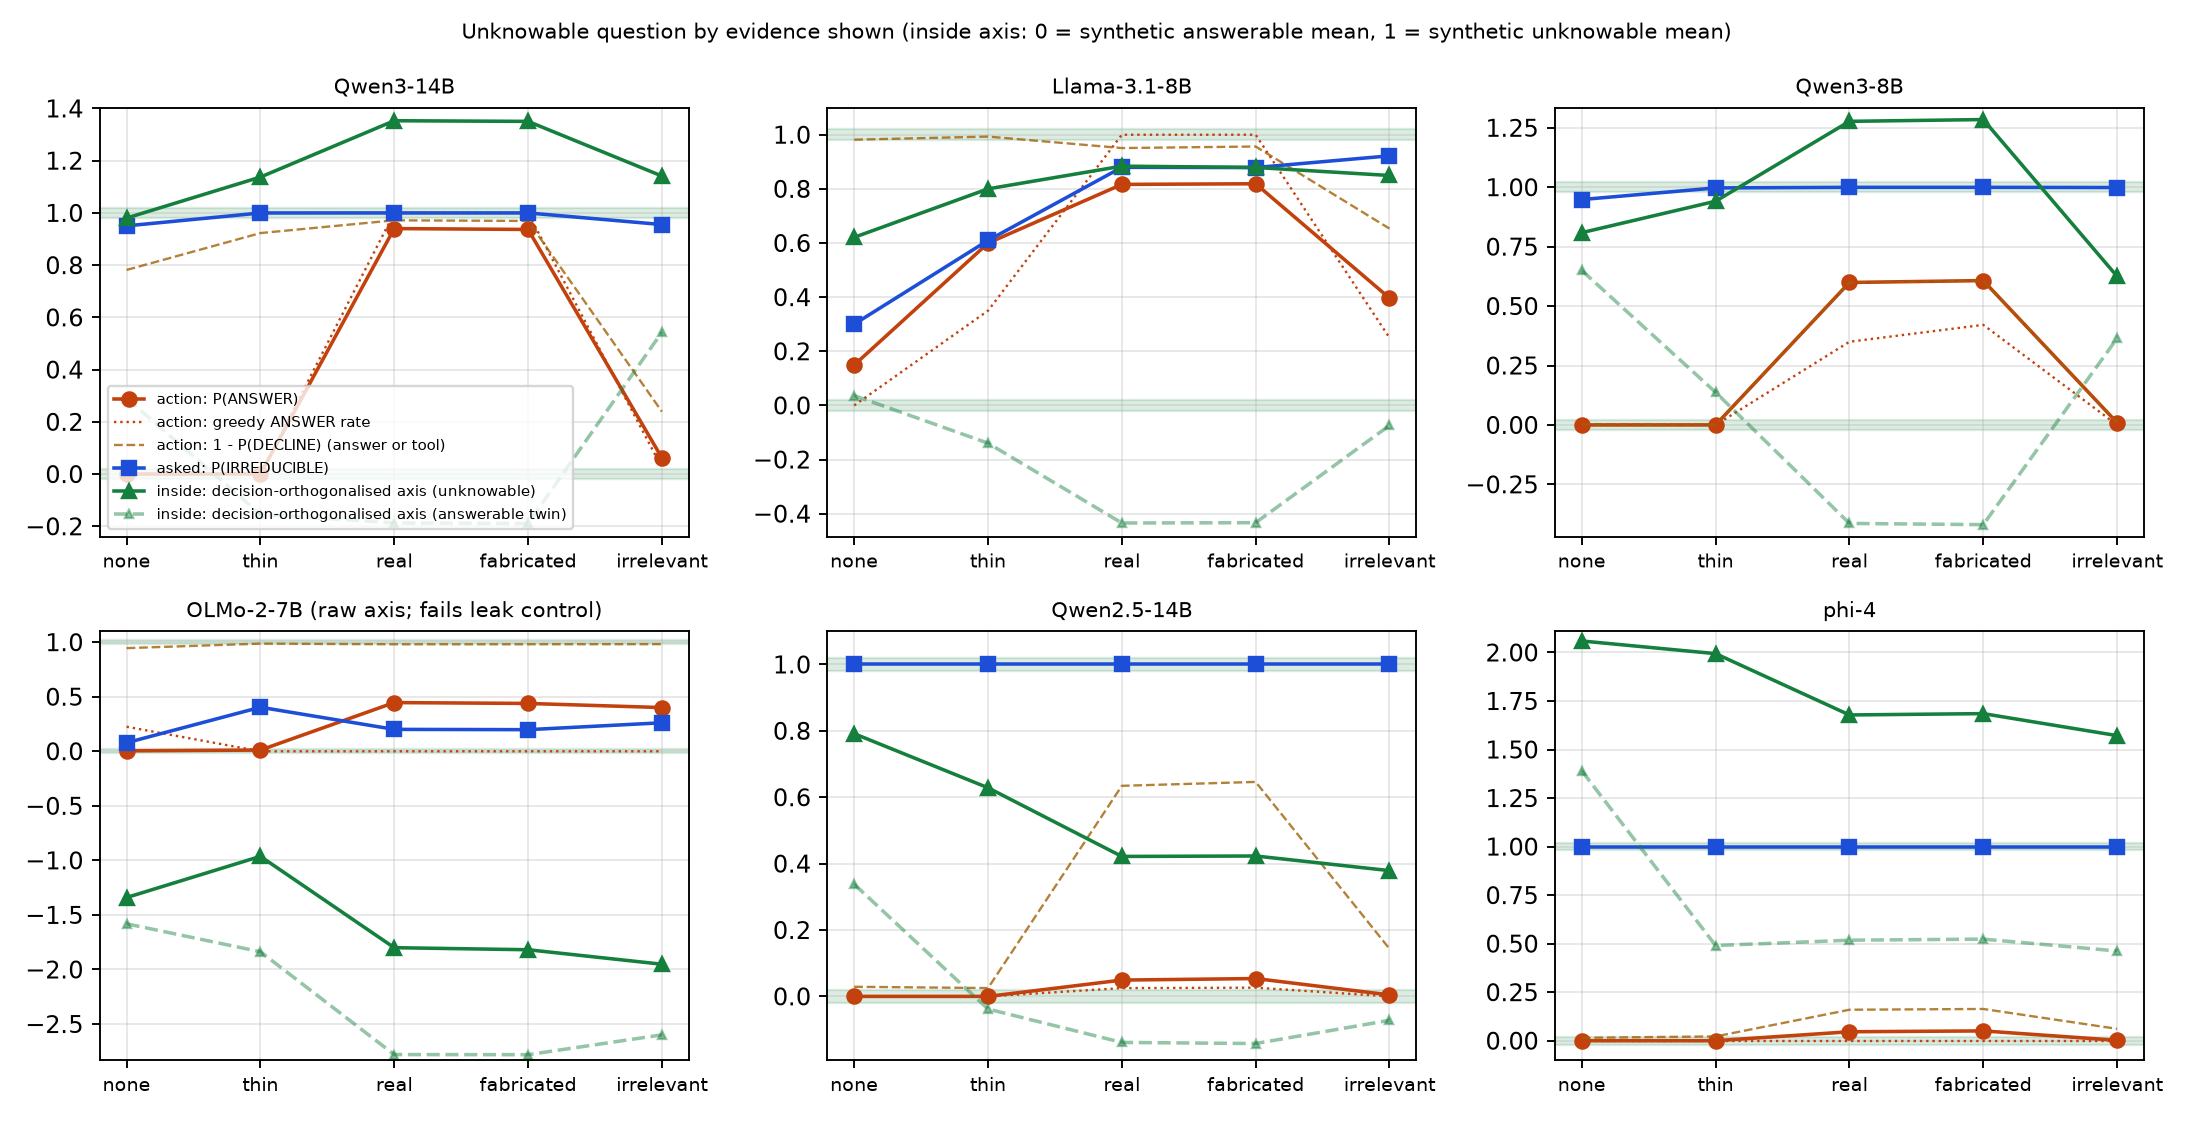 Unknowable question by evidence shown (inside axis: 0 = synthetic answerable mean, 1 = synthetic unknowable mean)
Qwen3-14B
1.4
1.2
1.0
0.8
0.6
0.4
0.2
0.0
−0.2
action: P(ANSWER)
action: greedy ANSWER rate
action: 1 - P(DECLINE) (answer or tool)
asked: P(IRREDUCIBLE)
inside: decision-orthogonalised axis (unknowable)
inside: decision-orthogonalised axis (answerable twin)
none thin real fabricated irrelevant
Llama-3.1-8B
1.0
0.8
0.6
0.4
0.2
0.0
−0.2
−0.4
none thin real fabricated irrelevant
Qwen3-8B
1.25
1.00
0.75
0.50
0.25
0.00
−0.25
none thin real fabricated irrelevant
OLMo-2-7B (raw axis; fails leak control)
1.0
0.5
0.0
−0.5
−1.0
−1.5
−2.0
−2.5
none thin real fabricated irrelevant
Qwen2.5-14B
1.0
0.8
0.6
0.4
0.2
0.0
none thin real fabricated irrelevant
phi-4
2.00
1.75
1.50
1.25
1.00
0.75
0.50
0.25
0.00
none thin real fabricated irrelevant